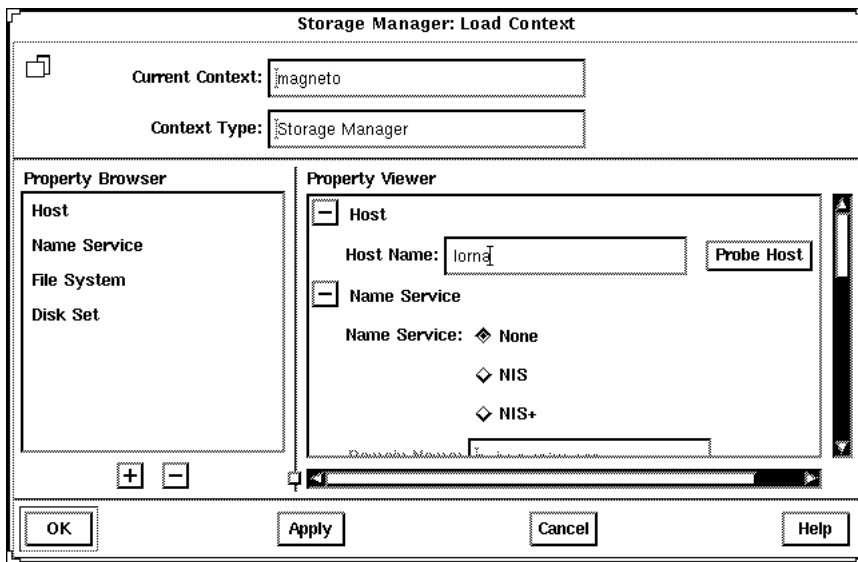 Storage Manager: Load Context
Current Context: magneto
Context Type: Storage Manager
Property Browser
Host
Name Service
File System
Disk Set
Property Viewer
Host
Host Name: lorna
Probe Host
Name Service
Name Service: None
NIS
NIS+
OK
Apply
Cancel
Help